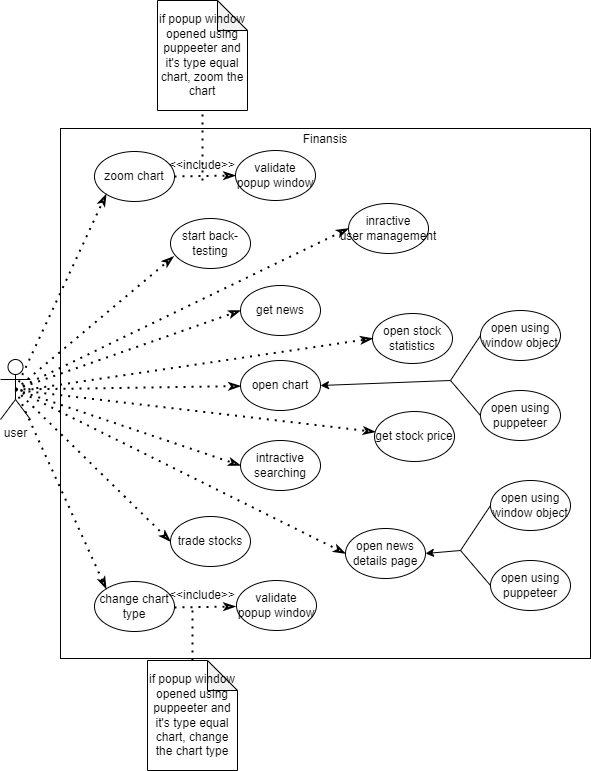 if popup window
opened using
puppeeter and
it's type equal
chart, zoom the
chart
Finansis
zoom chart
<<include>>
validate
popup window
start back-
testing
inractive
user management
get news
open stock
statistics
open using
window object
open chart
open using
puppeteer
user
get stock price
intractive
searching
open using
window object
trade stocks
open news
details page
open using
puppeteer
change chart
type
<<include>>
validate
popup window
if popup window
opened using
puppeeter and
it's type equal
chart, change
the chart type